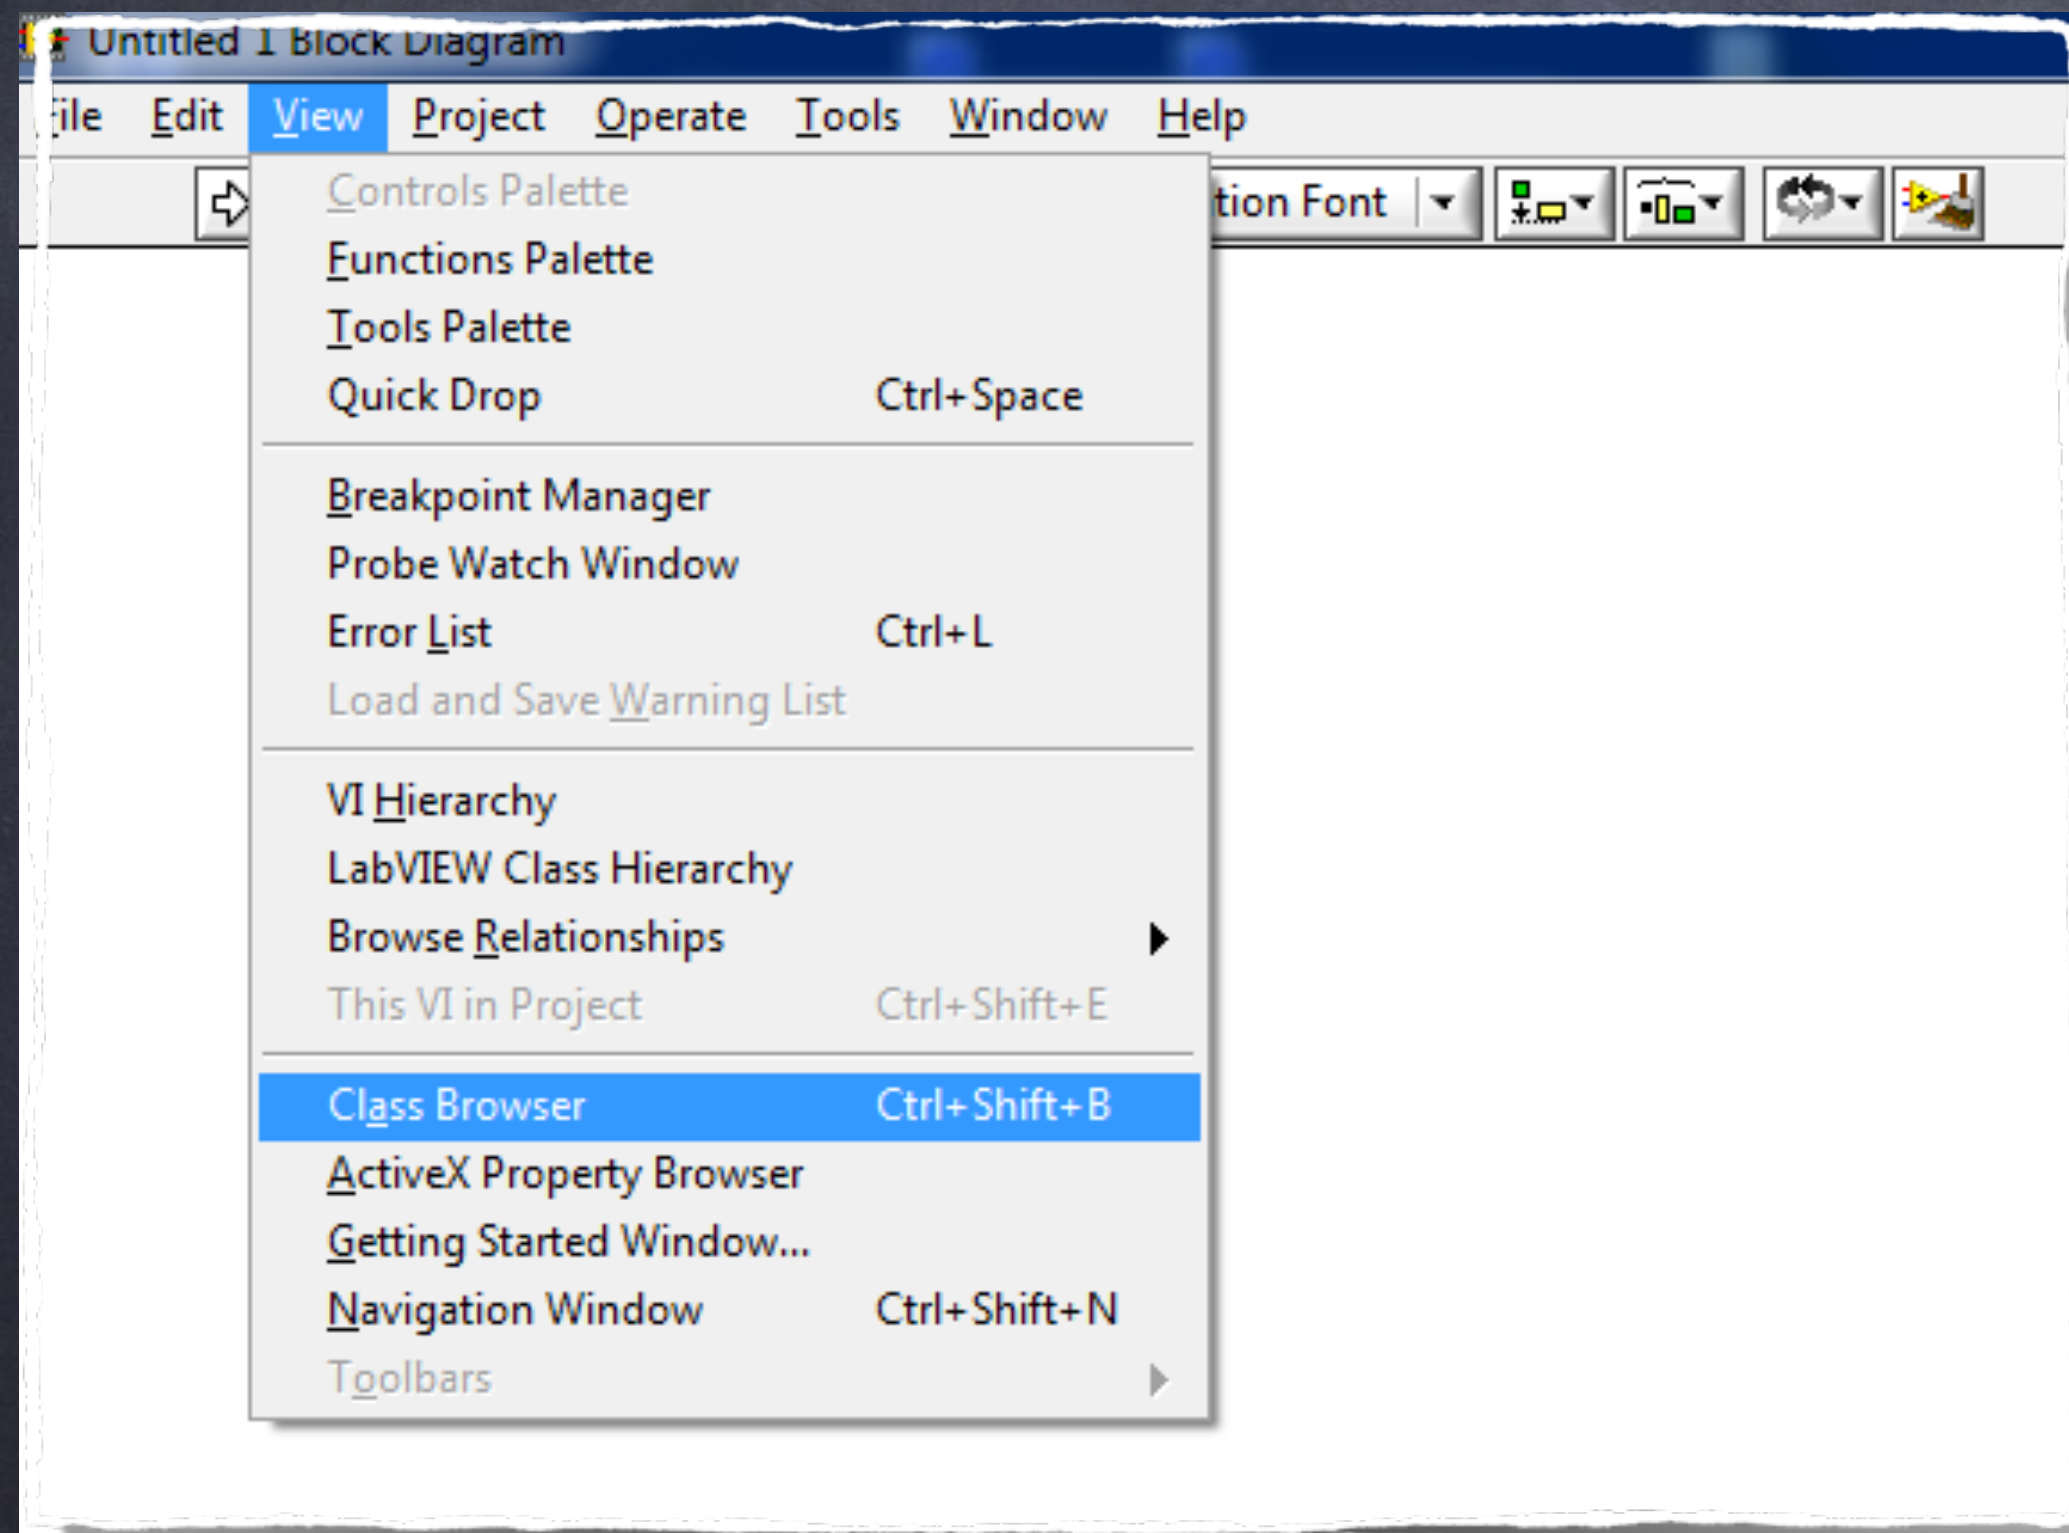 Untitled 1 Block Diagram
File Edit View Project Operate Tools Window Help
tion Font
Controls Palette
Functions Palette
Tools Palette
Quick Drop Ctrl+Space
Breakpoint Manager
Probe Watch Window
Error List Ctrl+L
Load and Save Warning List
VI Hierarchy
LabVIEW Class Hierarchy
Browse Relationships
This VI in Project Ctrl+Shift+E
Class Browser Ctrl+Shift+B
ActiveX Property Browser
Getting Started Window...
Navigation Window Ctrl+Shift+N
Toolbars